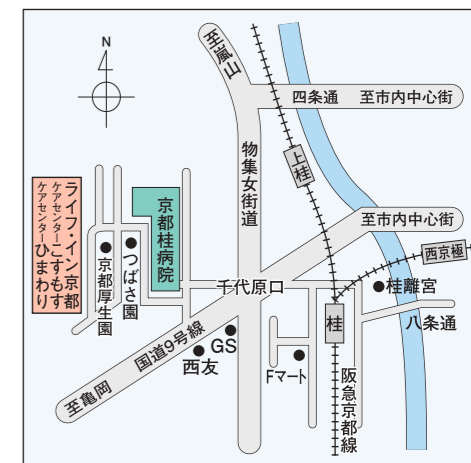 N
至嵐山
四条通 至市内中心街
物集女街道
上桂
至市内中心街
西京極
ライフ・イン京都
ケアセンターこすもす
ケアセンターひまわり
京都桂病院
つばさ園
京都厚生園
千代原口
桂離宮
桂
八条通
国道9号線
GS
西友
Fマート
阪急京都線
至亀岡